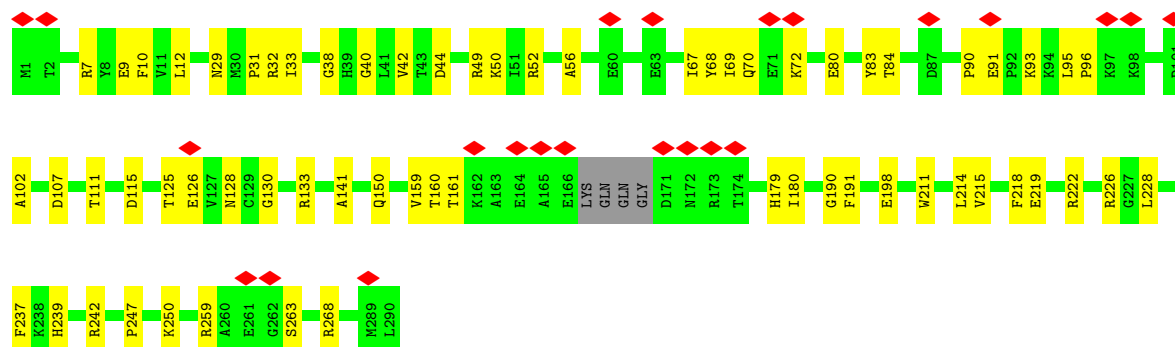 M1 T2 R7 Y8 E9 F10 V11 L12 N29 M30 P31 R32 I33 G38 H39 G40 L41 V42 T43 D44 R49 K50 I51 R52 A56 E60 E63 I67 Y68 I69 Q70 E71 K72 E80 Y83 T84 D87 P90 E91 P92 K93 K94 L95 P96 K97 K98
A102 D107 T111 D115 T125 E126 V127 N128 C129 G130 R133 A141 Q150 V159 T160 T161 K162 A163 E164 A165 E166 LYS GLN GLN GLY D171 N172 R173 T174 H179 I180 G190 F191 E198 W211 L214 V215 F218 E219 R222 R226 G227 L228
F237 K238 H239 R242 P247 K250 R259 A260 E261 G262 S263 R268 M289 L290